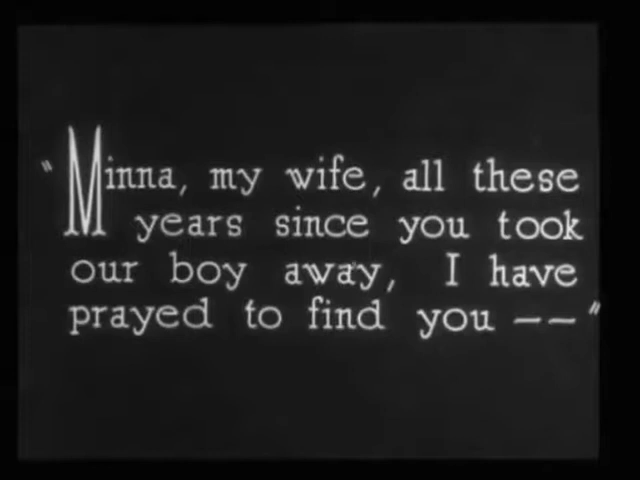 "Minna, my wife, all these
years since you took
our boy away, I have
prayed to find you — —"